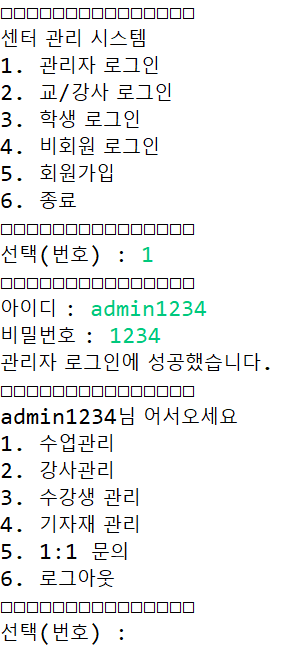 □□□□□□□□□□□□□□□
센터 관리 시스템
1. 관리자 로그인
2. 교/강사 로그인
3. 학생 로그인
4. 비회원 로그인
5. 회원가입
6. 종료
□□□□□□□□□□□□□□□
선택(번호) : 1
□□□□□□□□□□□□□□□
아이디 : admin1234
비밀번호 : 1234
관리자 로그인에 성공했습니다.
□□□□□□□□□□□□□□□
admin1234님 어서오세요
1. 수업관리
2. 강사관리
3. 수강생 관리
4. 기자재 관리
5. 1:1 문의
6. 로그아웃
□□□□□□□□□□□□□□□
선택(번호) :